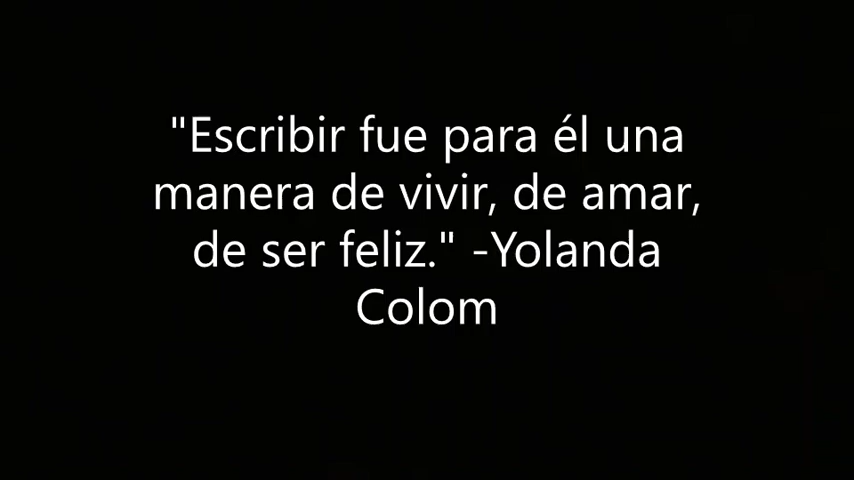 "Escribir fue para él una
manera de vivir, de amar,
de ser feliz." -Yolanda
Colom